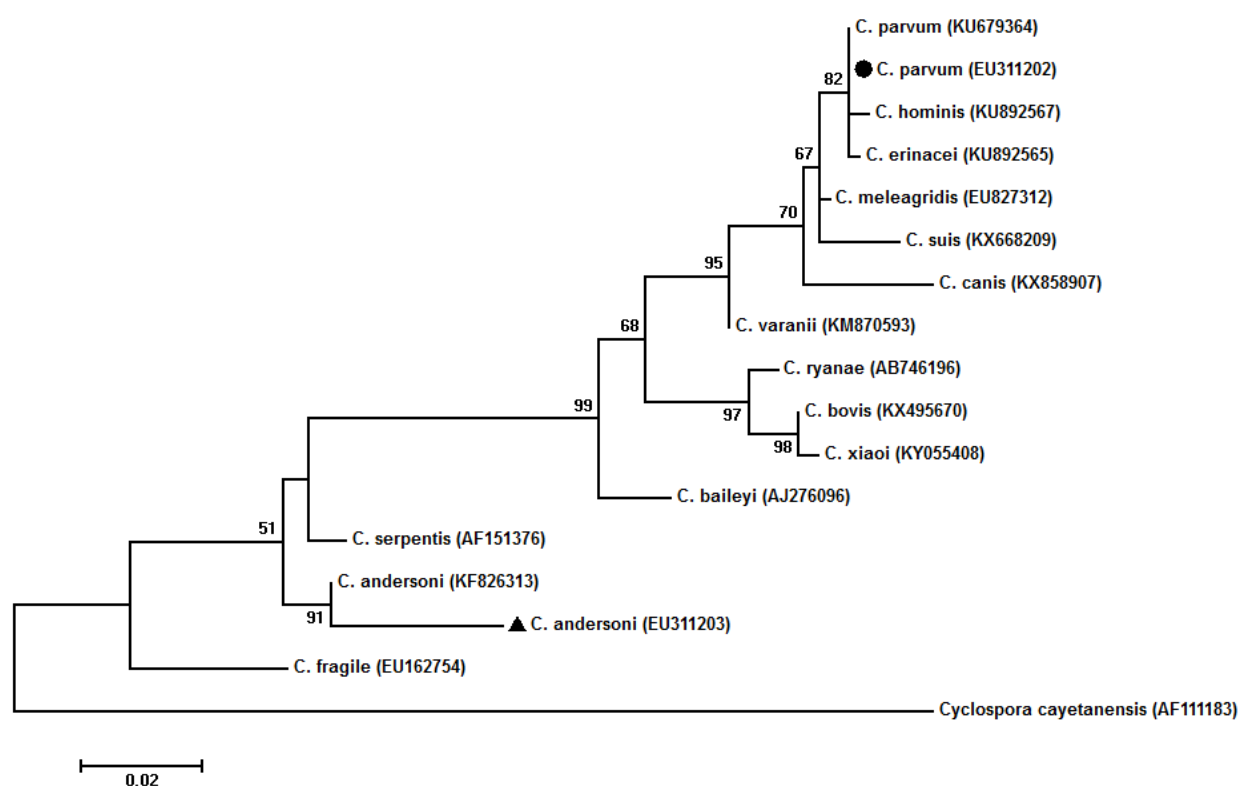 C. parvum (KU679364)
C. parvum (EU311202)
82
C. hominis (KU892567)
67
C. erinacei (KU892565)
C. meleagridis (EU827312)
70
C. suis (KX668209)
95
C. canis (KX858907)
68
C. varanii (KM870593)
C. ryanae (AB746196)
99
97
C. bovis (KX495670)
98
C. xiaoi (KY055408)
C. baileyi (AJ276096)
51
C. serpentis (AF151376)
C. andersoni (KF826313)
91
C. andersoni (EU311203)
C. fragile (EU162754)
Cyclospora cayetanensis (AF111183)
0.02